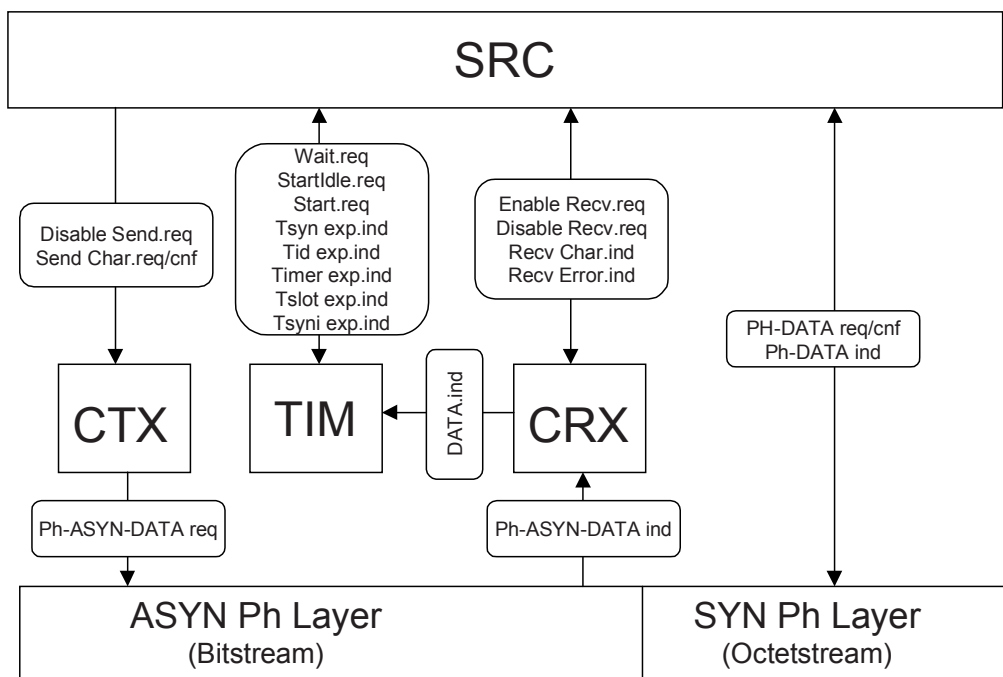 SRC
Disable Send.req
Send Char.req/cnf
Wait.req
StartIdle.req
Start.req
Tsyn exp.ind
Tid exp.ind
Timer exp.ind
Tslot exp.ind
Tsyni exp.ind
Enable Recv.req
Disable Recv.req
Recv Char.ind
Recv Error.ind
PH-DATA req/cnf
Ph-DATA ind
CTX
TIM
DATA.ind
CRX
Ph-ASYN-DATA req
Ph-ASYN-DATA ind
ASYN Ph Layer
(Bitstream)
SYN Ph Layer
(Octetstream)